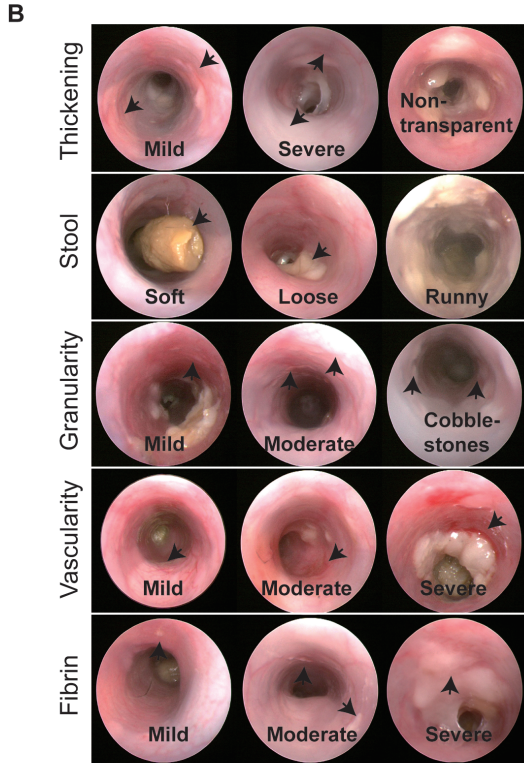 B
Thickening
Mild
Severe
Non-
transparent
Stool
Soft
Loose
Runny
Granularity
Mild
Moderate
Cobble-
stones
Vascularity
Mild
Moderate
Severe
Fibrin
Mild
Moderate
Severe